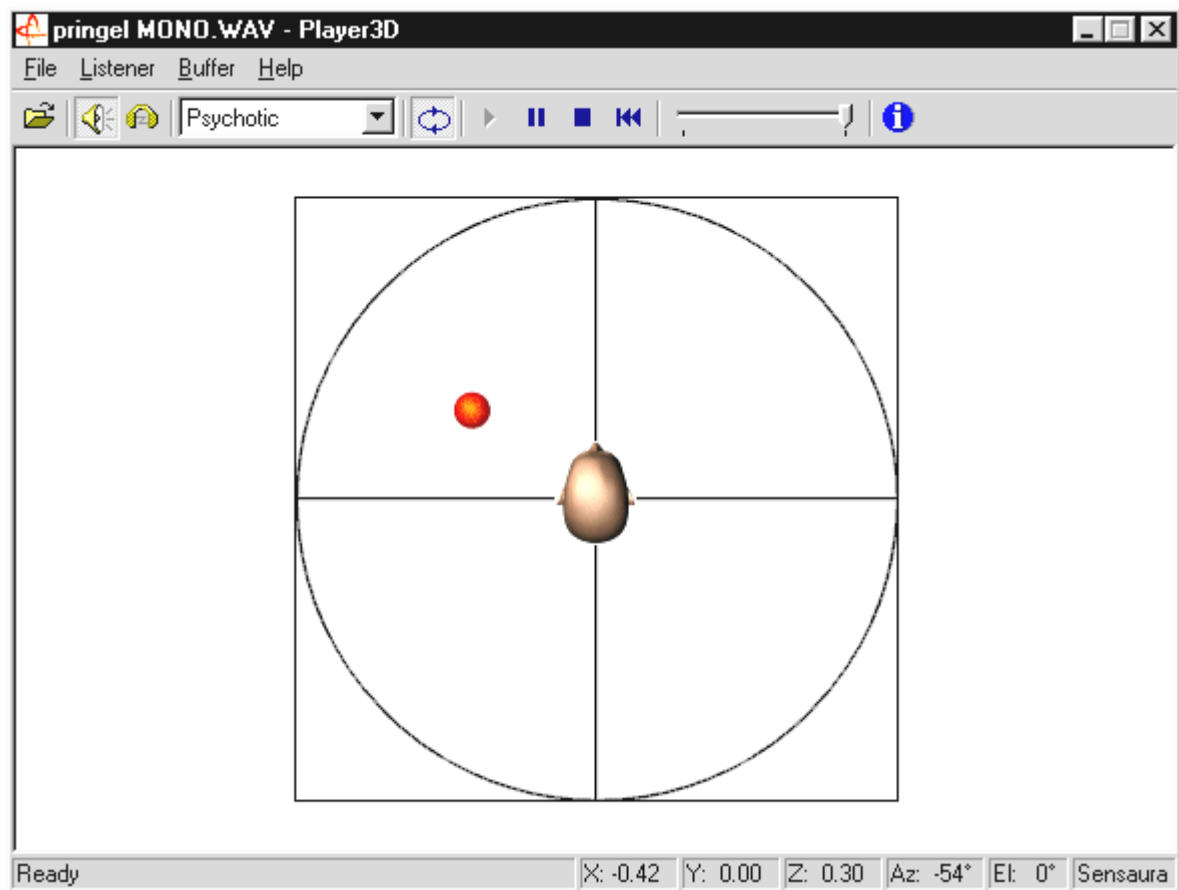 pringel MONO.WAV - Player3D
File Listener Buffer Help
Psychotic
Ready X: -0.42 Y: 0.00 Z: 0.30 Az: -54° El: 0° Sensaura